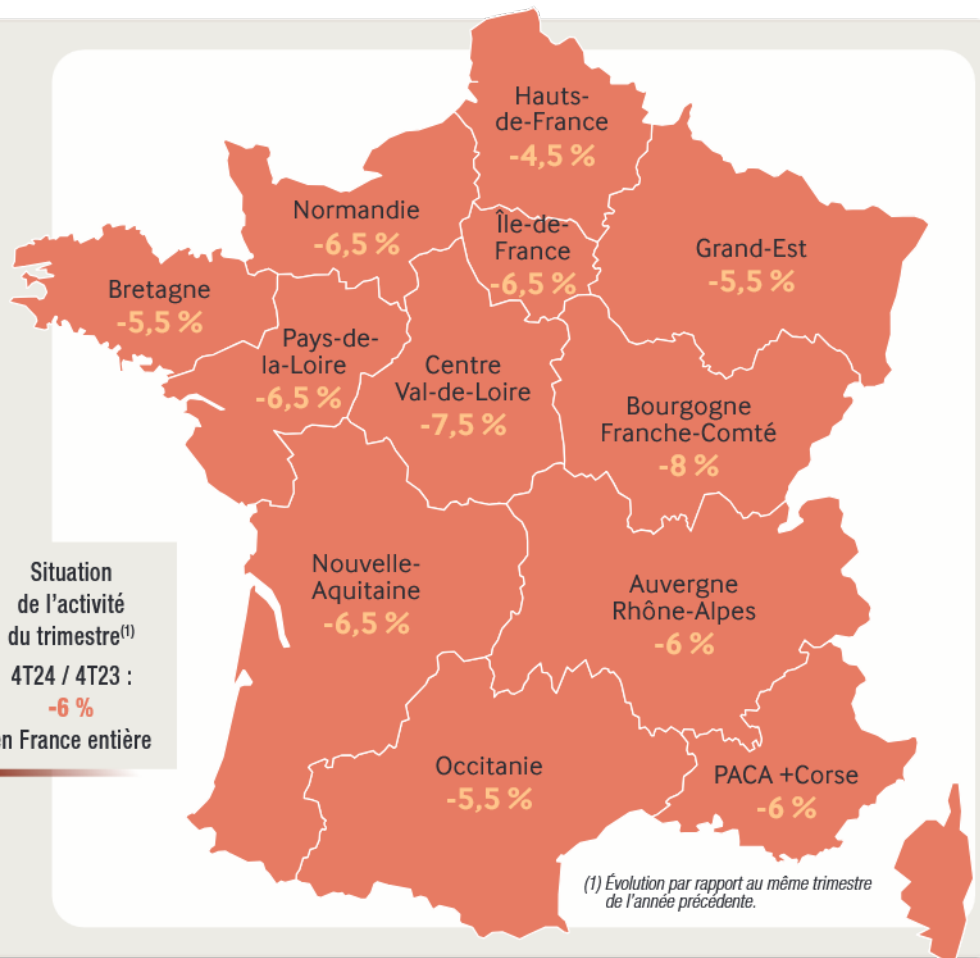 Hauts-
de-France
-4,5 %
Normandie
-6,5 %
Île-de-
France
-6,5 %
Grand-Est
-5,5 %
Bretagne
-5,5 %
Pays-de-
la-Loire
-6,5 %
Centre
Val-de-Loire
-7,5 %
Bourgogne
Franche-Comté
-8 %
Nouvelle-
Aquitaine
-6,5 %
Auvergne
Rhône-Alpes
-6 %
Situation
de l'activité
du trimestre(1)
4T24 / 4T23 :
-6 %
en France entière
Occitanie
-5,5 %
PACA +Corse
-6 %
(1) Évolution par rapport au même trimestre
de l'année précédente.